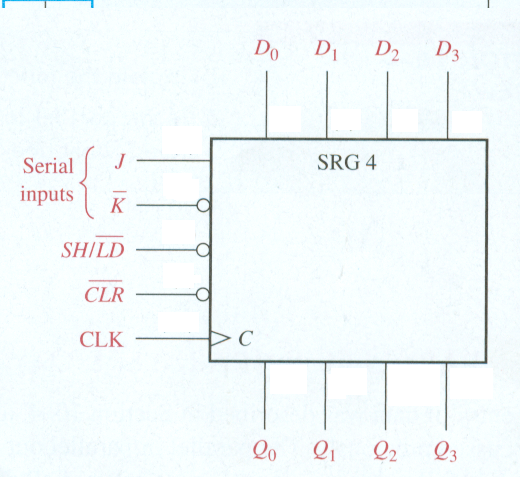 D₀ D₁ D₂ D₃
SRG 4
Serial inputs
J
K̅
SH/L̅D̅
C̅L̅R̅
CLK
C
Q₀ Q₁ Q₂ Q₃